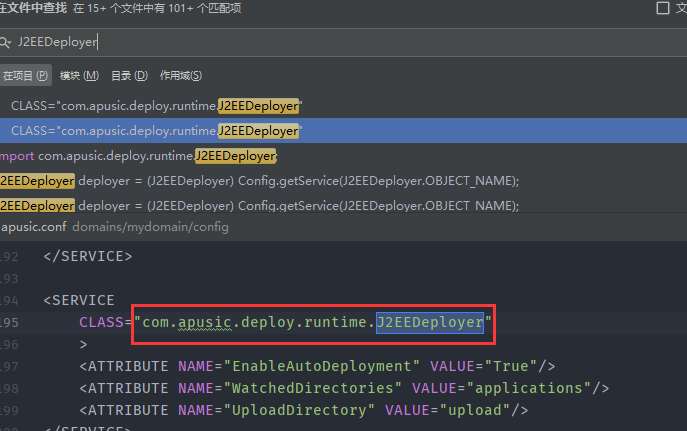 在文件中查找 在 15+ 个文件中有 101+ 个匹配项
J2EEDeployer
在项目 (P) 模块 (M) 目录 (D) 作用域(S)
CLASS="com.apusic.deploy.runtime.J2EEDeployer"
CLASS="com.apusic.deploy.runtime.J2EEDeployer"
import com.apusic.deploy.runtime.J2EEDeployer;
J2EEDeployer deployer = (J2EEDeployer) Config.getService(J2EEDeployer.OBJECT_NAME);
J2EEDeployer deployer = (J2EEDeployer) Config.getService(J2EEDeployer.OBJECT_NAME);
apusic.conf domains/mydomain/config
192 </SERVICE>
193
194 <SERVICE
195 CLASS="com.apusic.deploy.runtime.J2EEDeployer"
196 >
197 <ATTRIBUTE NAME="EnableAutoDeployment" VALUE="True"/>
198 <ATTRIBUTE NAME="WatchedDirectories" VALUE="applications"/>
199 <ATTRIBUTE NAME="UploadDirectory" VALUE="upload"/>
</SERVICE>